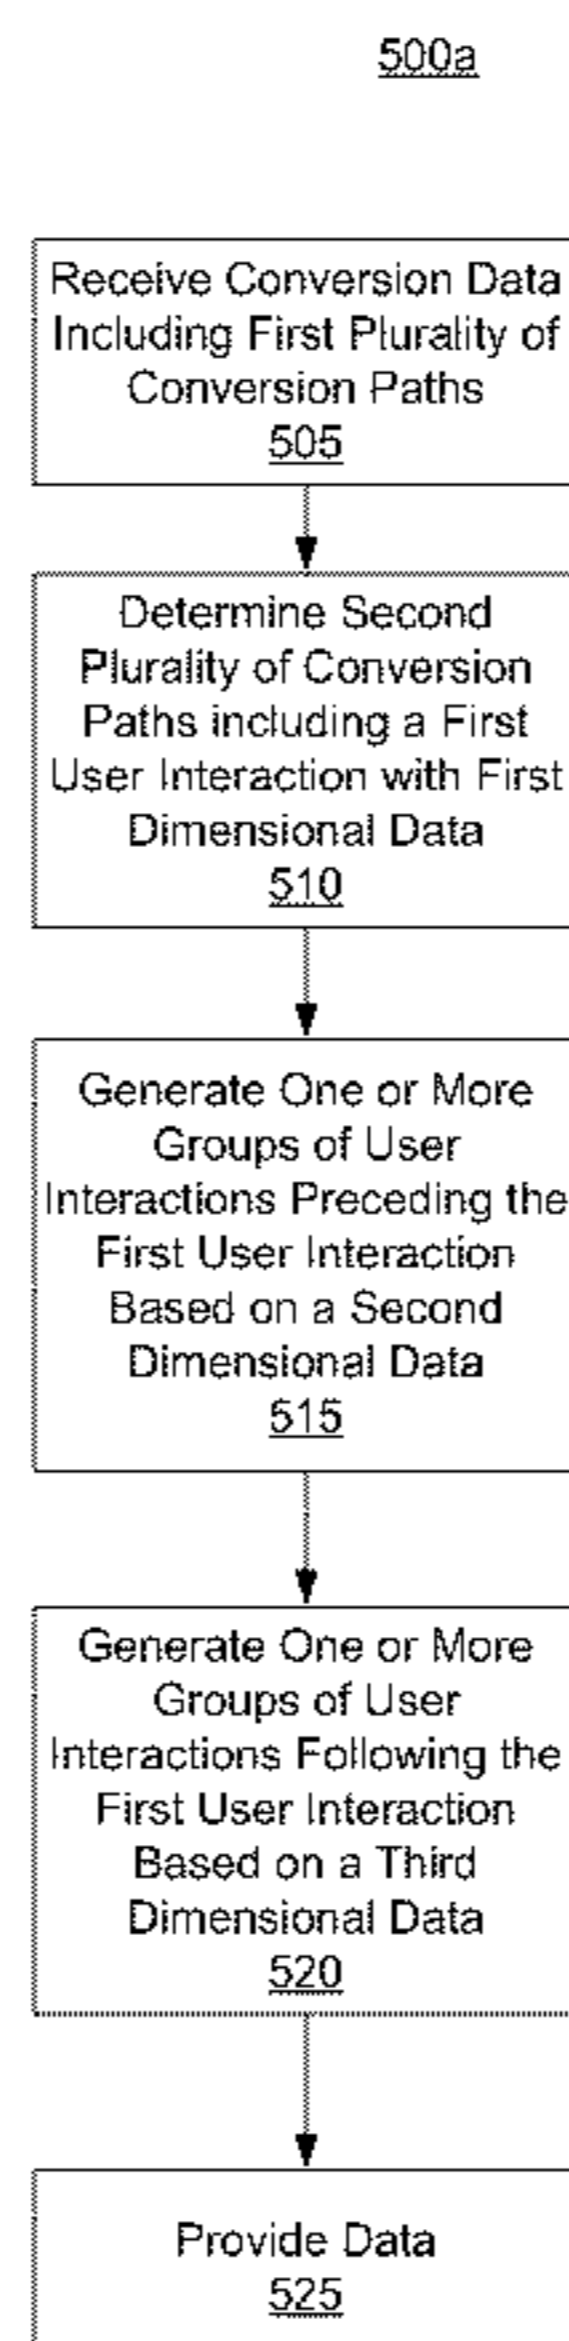 500a
Receive Conversion Data
Including First Plurality of
Conversion Paths
505
Determine Second
Plurality of Conversion
Paths including a First
User Interaction with First
Dimensional Data
510
Generate One or More
Groups of User
Interactions Preceding the
First User Interaction
Based on a Second
Dimensional Data
515
Generate One or More
Groups of User
Interactions Following the
First User Interaction
Based on a Third
Dimensional Data
520
Provide Data
525